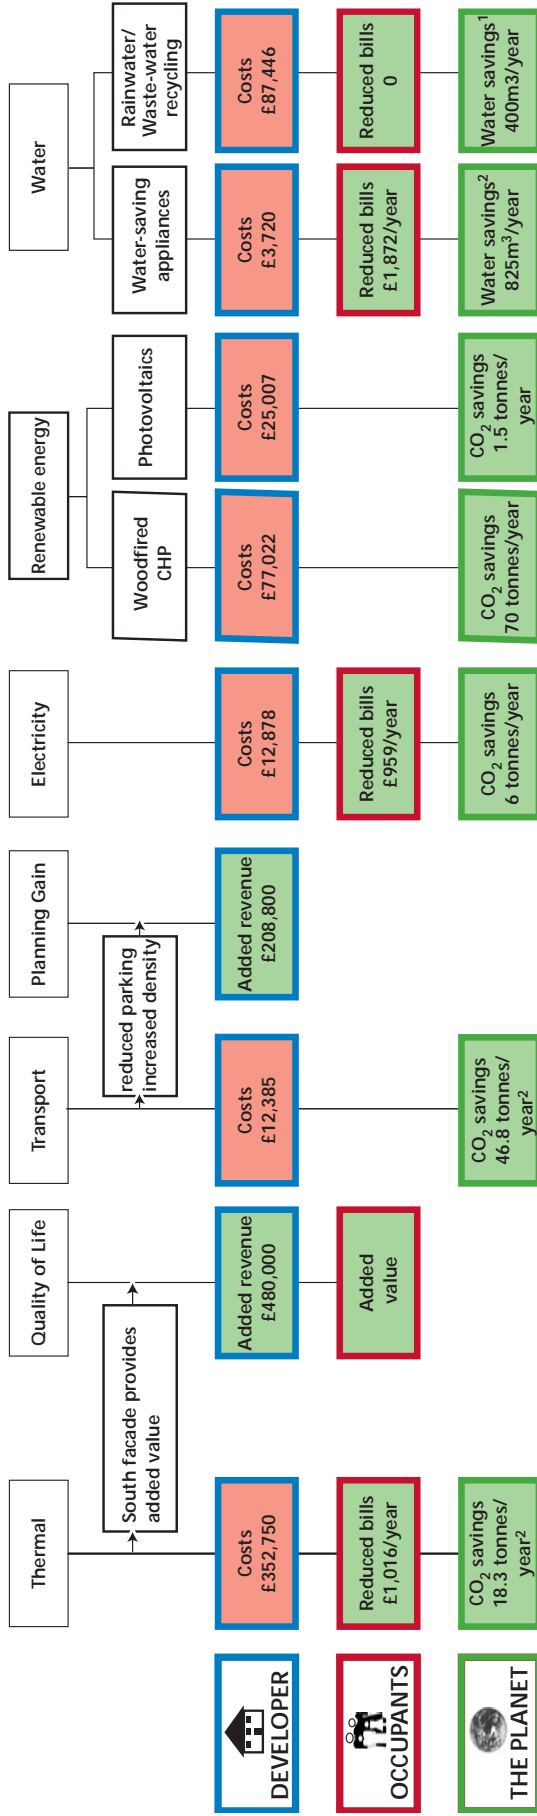 Thermal
Quality of Life
Transport
Planning Gain
Electricity
Renewable energy
Water
South facade provides
added value
reduced parking
increased density
Woodfired
CHP
Photovoltaics
Water-saving
appliances
Rainwater/
Waste-water
recycling
DEVELOPER
Costs
£352,750
Added revenue
£480,000
Costs
£12,385
Added revenue
£208,800
Costs
£12,878
Costs
£77,022
Costs
£25,007
Costs
£3,720
Costs
£87,446
OCCUPANTS
Reduced bills
£1,016/year
Added
value
Reduced bills
£959/year
Reduced bills
£1,872/year
Reduced bills
0
THE PLANET
CO₂ savings
18.3 tonnes/
year²
CO₂ savings
46.8 tonnes/
year²
CO₂ savings
6 tonnes/year
CO₂ savings
70 tonnes/year
CO₂ savings
1.5 tonnes/
year
Water savings²
825m³/year
Water savings¹
400m3/year